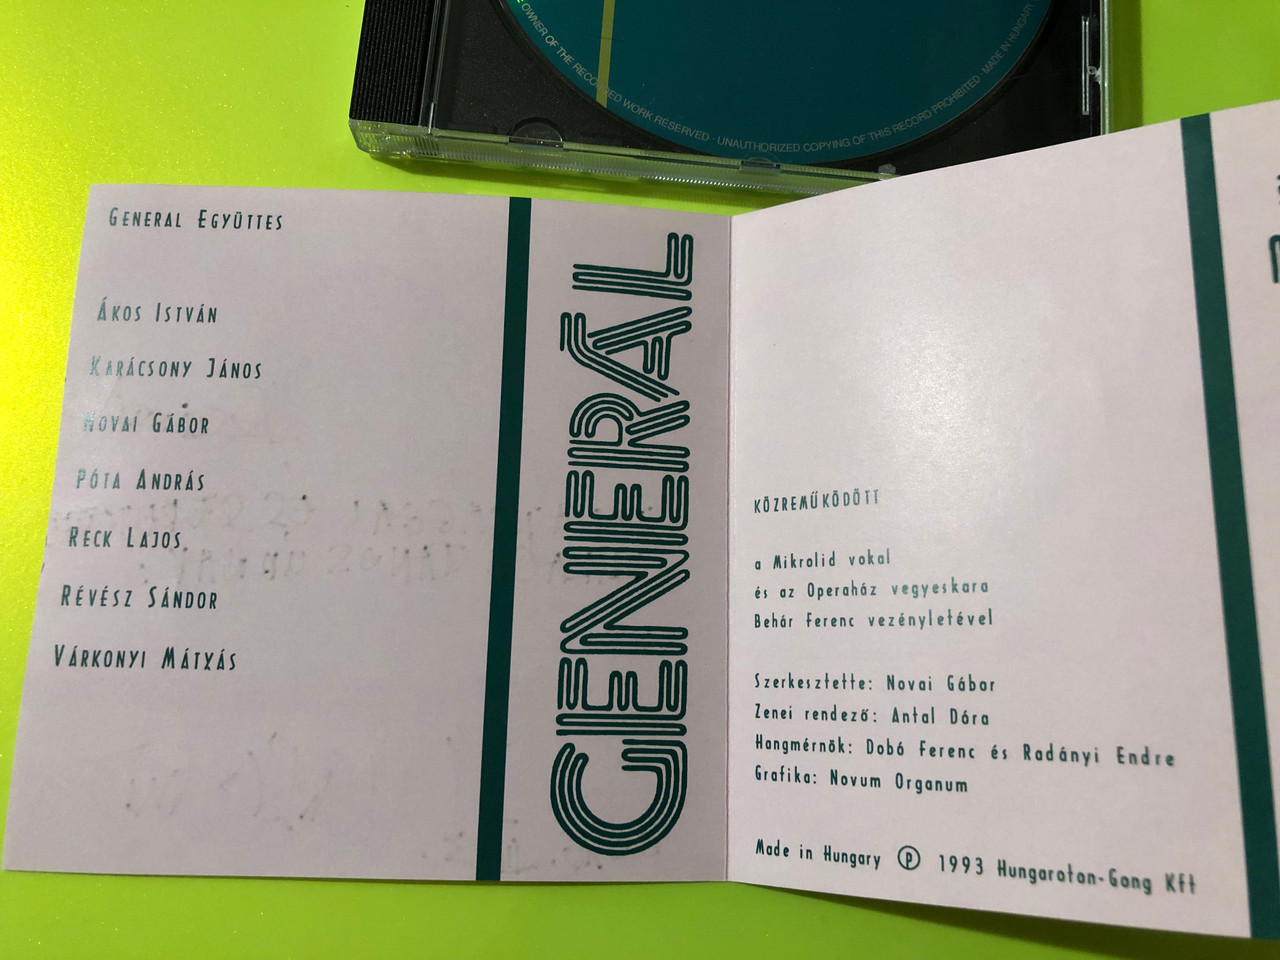 OWNER OF THE RECORDED WORK RESERVED · UNAUTHORIZED COPYING OF THIS RECORD PROHIBITED · MADE IN HUNGARY
GENERAL EGYÜTTES
ÁKOS ISTVÁN
KARÁCSONY JÁNOS
NOVAI GÁBOR
PÓTA ANDRÁS
RECK LAJOS
RÉVÉSZ SÁNDOR
VÁRKONYI MÁTYÁS
GENERÁL
KÖZREMŰKÖDÖTT
a Mikrolid vokal
és az Operaház vegyeskara
Behár Ferenc vezényletével
Szerkesztette: Novai Gábor
Zenei rendező: Antal Dóra
Hangmérnök: Dobó Ferenc és Radányi Endre
Grafika: Novum Organum
Made in Hungary ℗ 1993 Hungaroton-Gong Kft